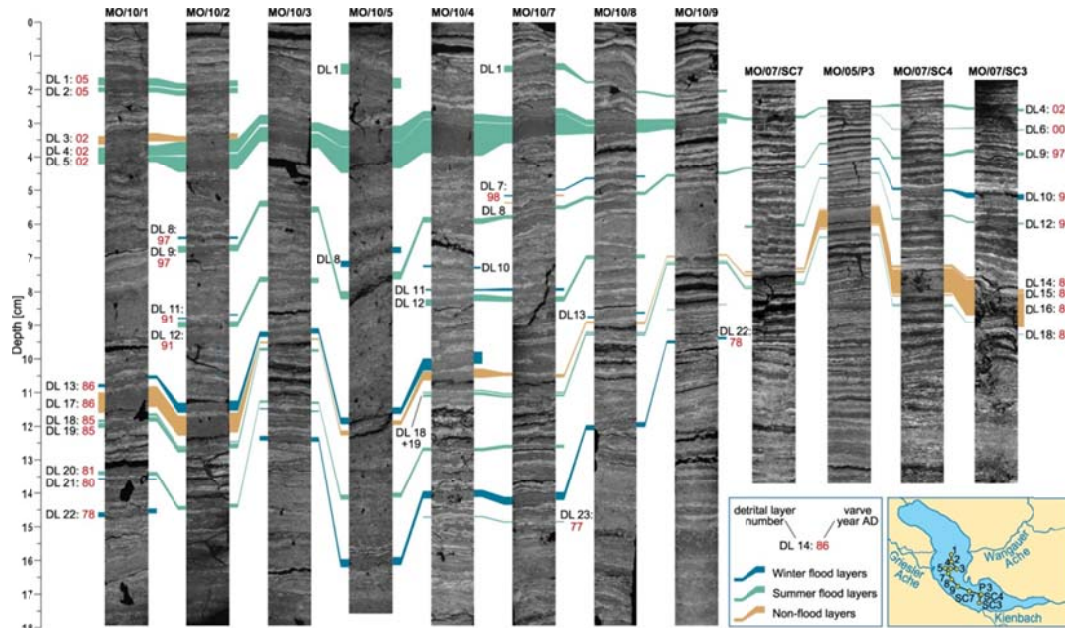 MO/10/1 MO/10/2 MO/10/3 MO/10/5 MO/10/4 MO/10/7 MO/10/8 MO/10/9
MO/07/SC7 MO/05/P3 MO/07/SC4 MO/07/SC3
Depth [cm]
0
1
2
3
4
5
6
7
8
9
10
11
12
13
14
15
16
17
18
DL 1: 05
DL 2: 05
DL 3: 02
DL 4: 02
DL 5: 02
DL 13: 86
DL 17: 86
DL 18: 85
DL 19: 85
DL 20: 81
DL 21: 80
DL 22: 78
DL 8:
97
DL 9:
97
DL 11:
91
DL 12:
91
DL 1
DL 8
DL 10
DL 11
DL 12
DL 18
+19
DL 1
DL 7:
98
DL 8
DL13
DL 23:
77
DL 22:
78
DL4: 02
DL6: 00
DL9: 97
DL10: 9
DL12: 9
DL14: 8
DL15: 8
DL16: 8
DL18: 8
detrital layer
number
varve
year AD
DL 14: 86
Winter flood layers
Summer flood layers
Non-flood layers
Griesler
Ache
Wangauer
Ache
Kienbach
1
2
3
5
7
8
9
SC7
P3
SC4
SC3